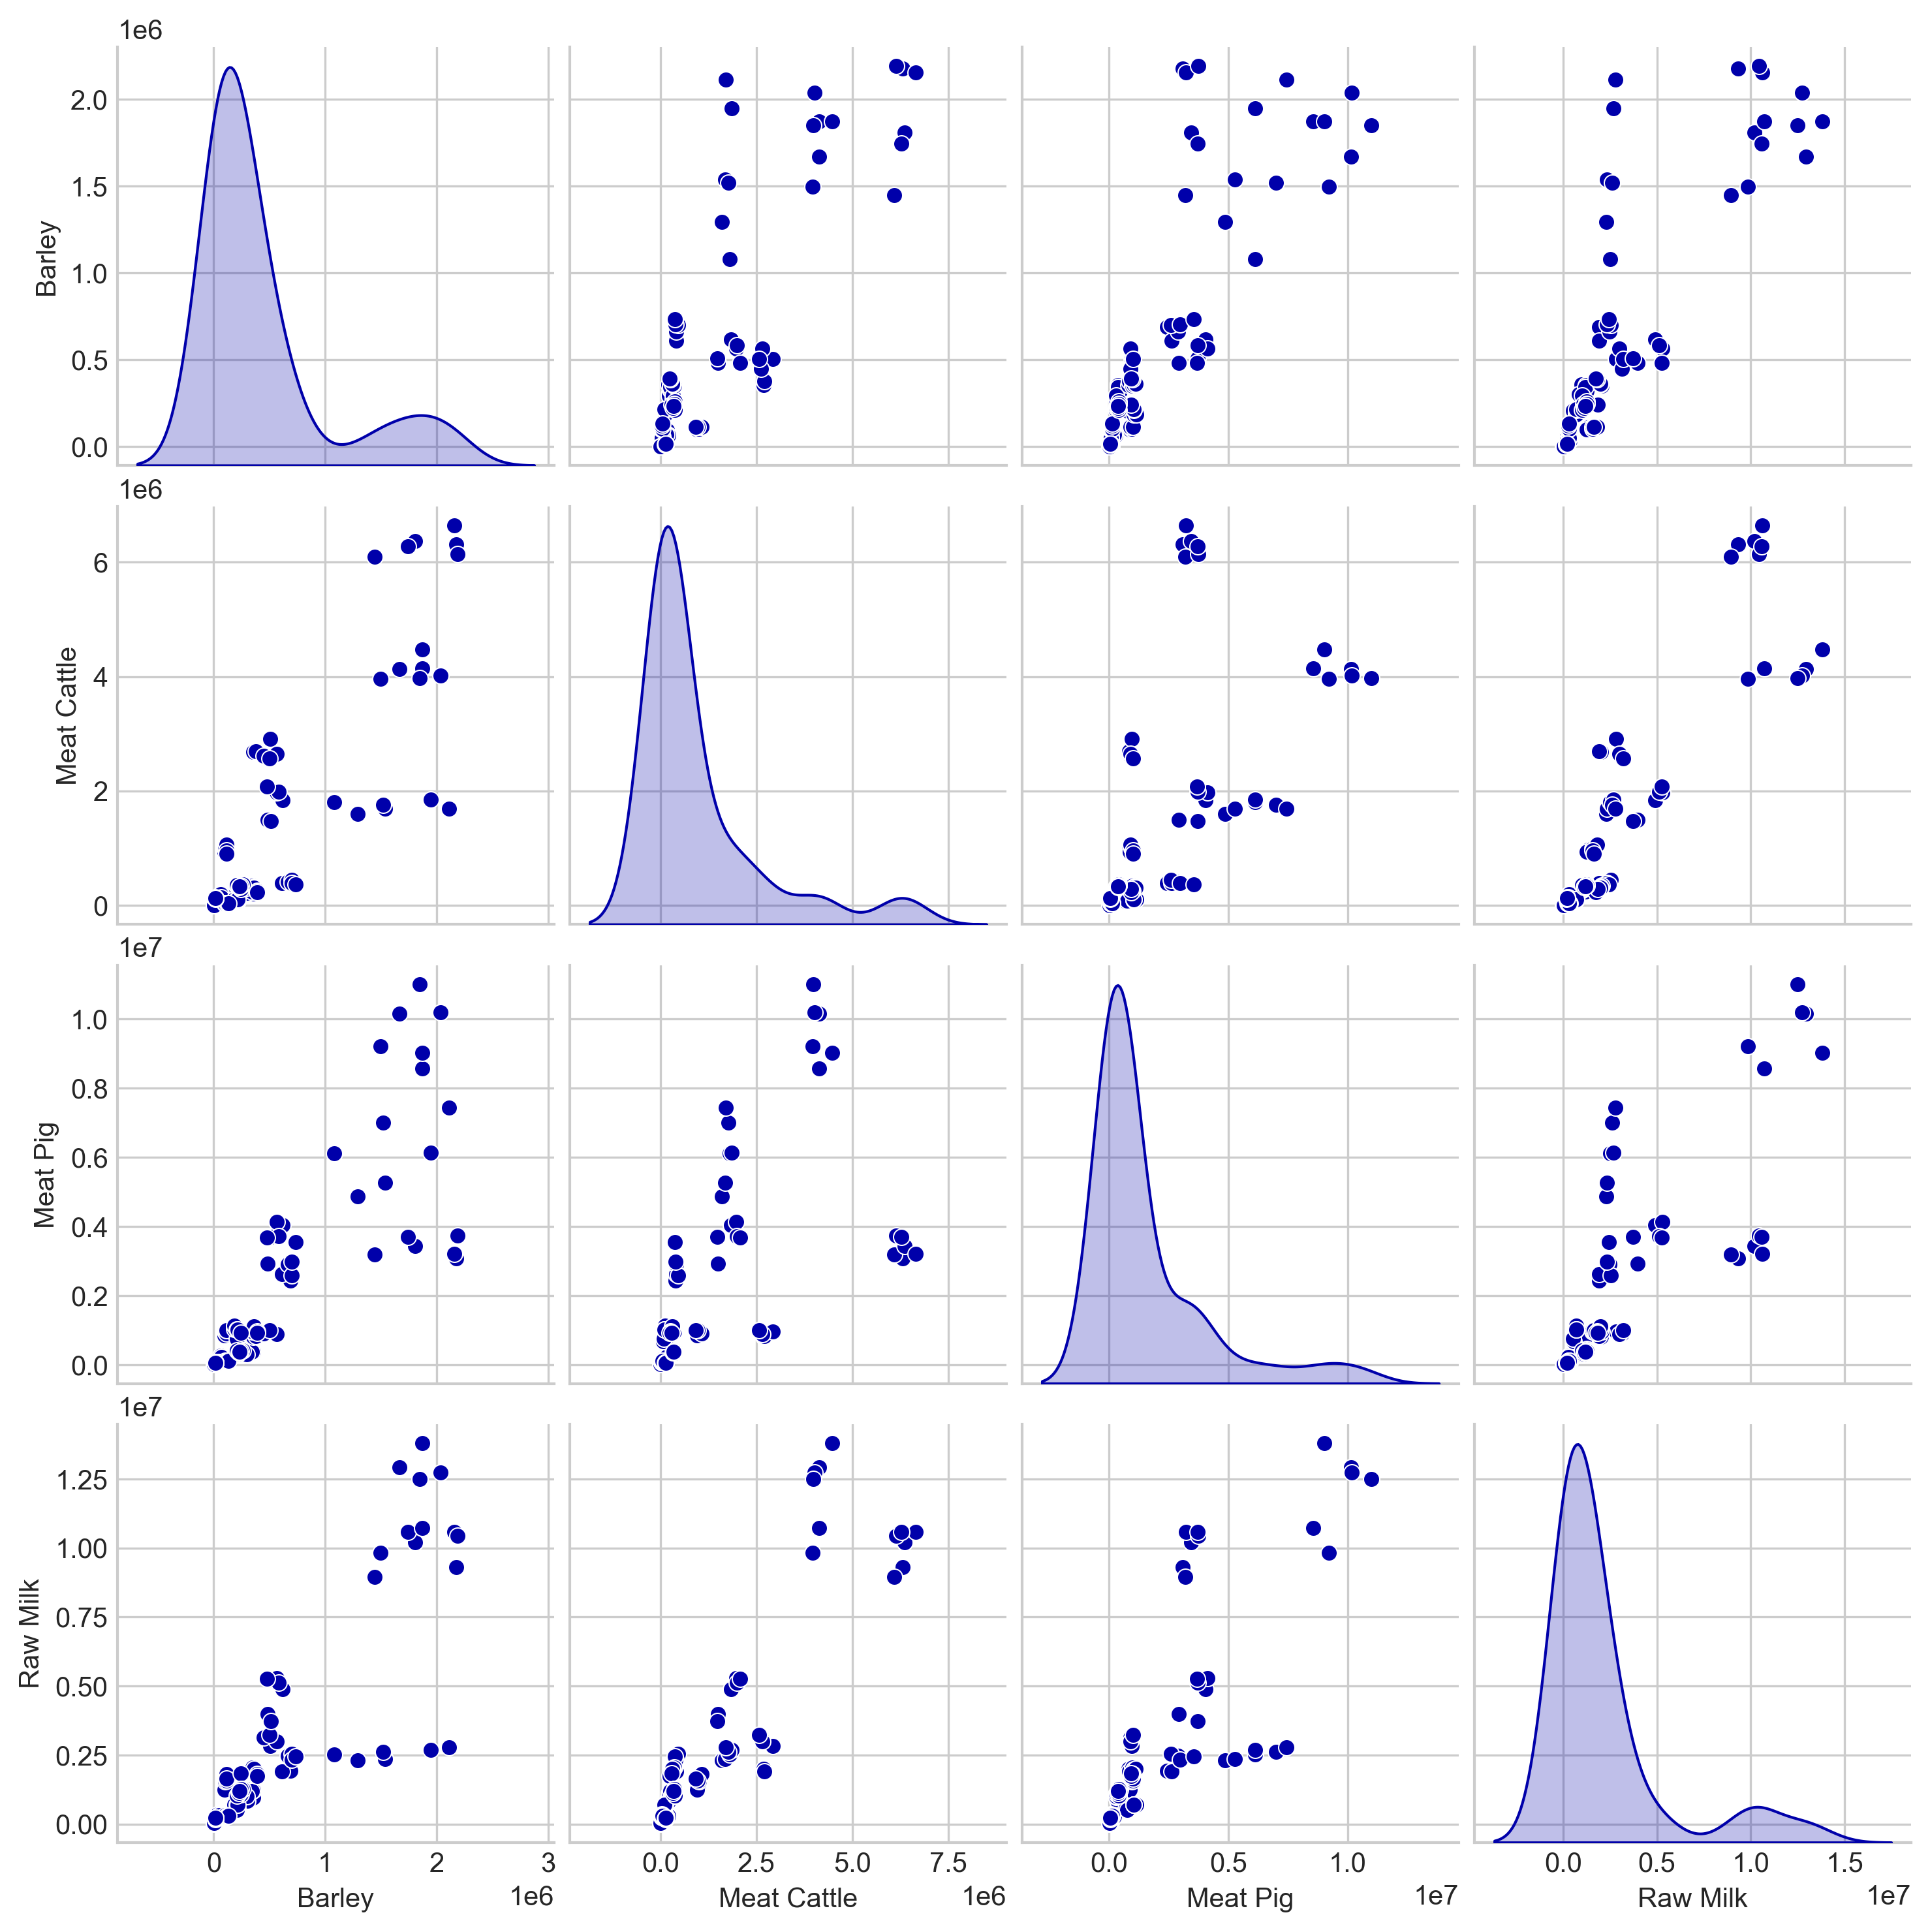 1e6
2.0
1.5
1.0
0.5
0.0
Barley
1e6
6
4
2
0
Meat Cattle
1e7
1.0
0.8
0.6
0.4
0.2
0.0
Meat Pig
1e7
1.25
1.00
0.75
0.50
0.25
0.00
Raw Milk
0 1 2 3
1e6
Barley
0.0 2.5 5.0 7.5
1e6
Meat Cattle
0.0 0.5 1.0
1e7
Meat Pig
0.0 0.5 1.0 1.5
1e7
Raw Milk